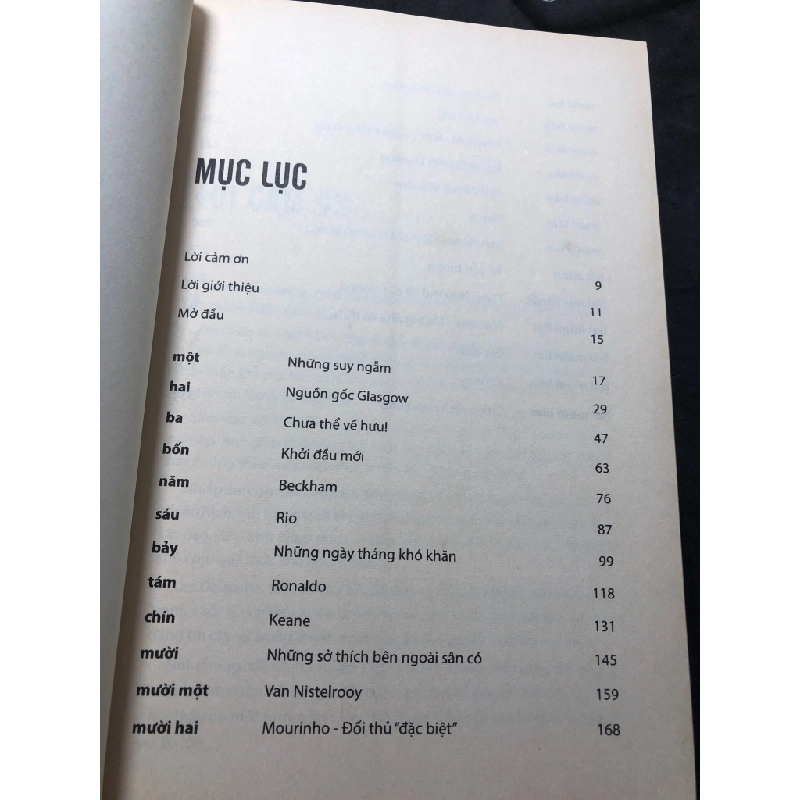 MỤC LỤC
Lời cảm ơn 9
Lời giới thiệu 11
Mở đầu 15
một Những suy ngẫm 17
hai Nguồn gốc Glasgow 29
ba Chưa thể về hưu! 47
bốn Khởi đầu mới 63
năm Beckham 76
sáu Rio 87
bảy Những ngày tháng khó khăn 99
tám Ronaldo 118
chín Keane 131
mười Những sở thích bên ngoài sân cỏ 145
mười một Van Nistelrooy 159
mười hai Mourinho - Đối thủ “đặc biệt” 168